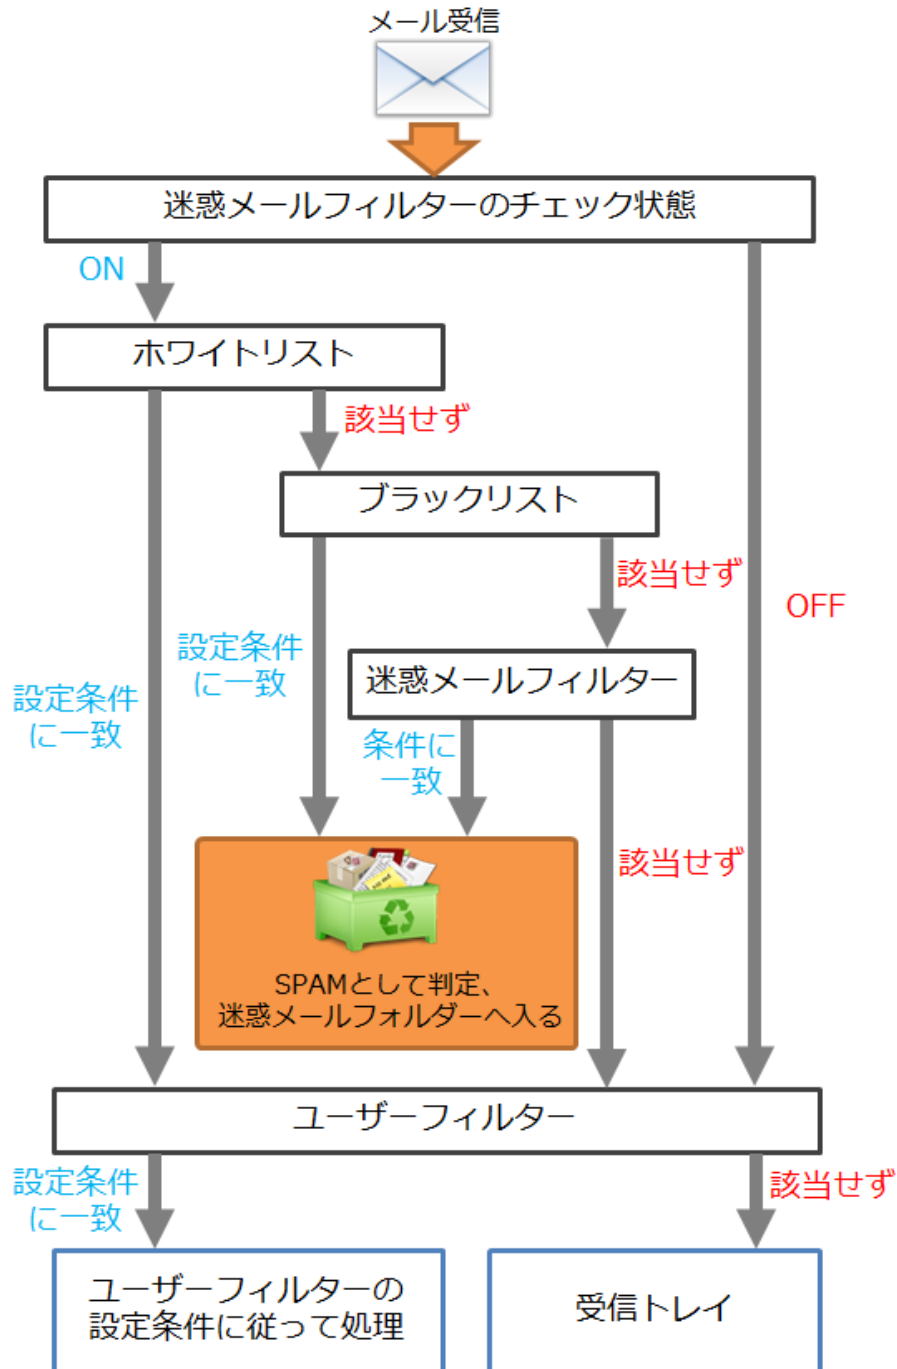 メール受信
迷惑メールフィルターのチェック状態
ON
ホワイトリスト
該当せず
ブラックリスト
該当せず
OFF
設定条件
に一致
迷惑メールフィルター
設定条件
に一致
条件に
一致
該当せず
SPAMとして判定、
迷惑メールフォルダーへ入る
ユーザーフィルター
設定条件
に一致
該当せず
ユーザーフィルターの
設定条件に従って処理
受信トレイ